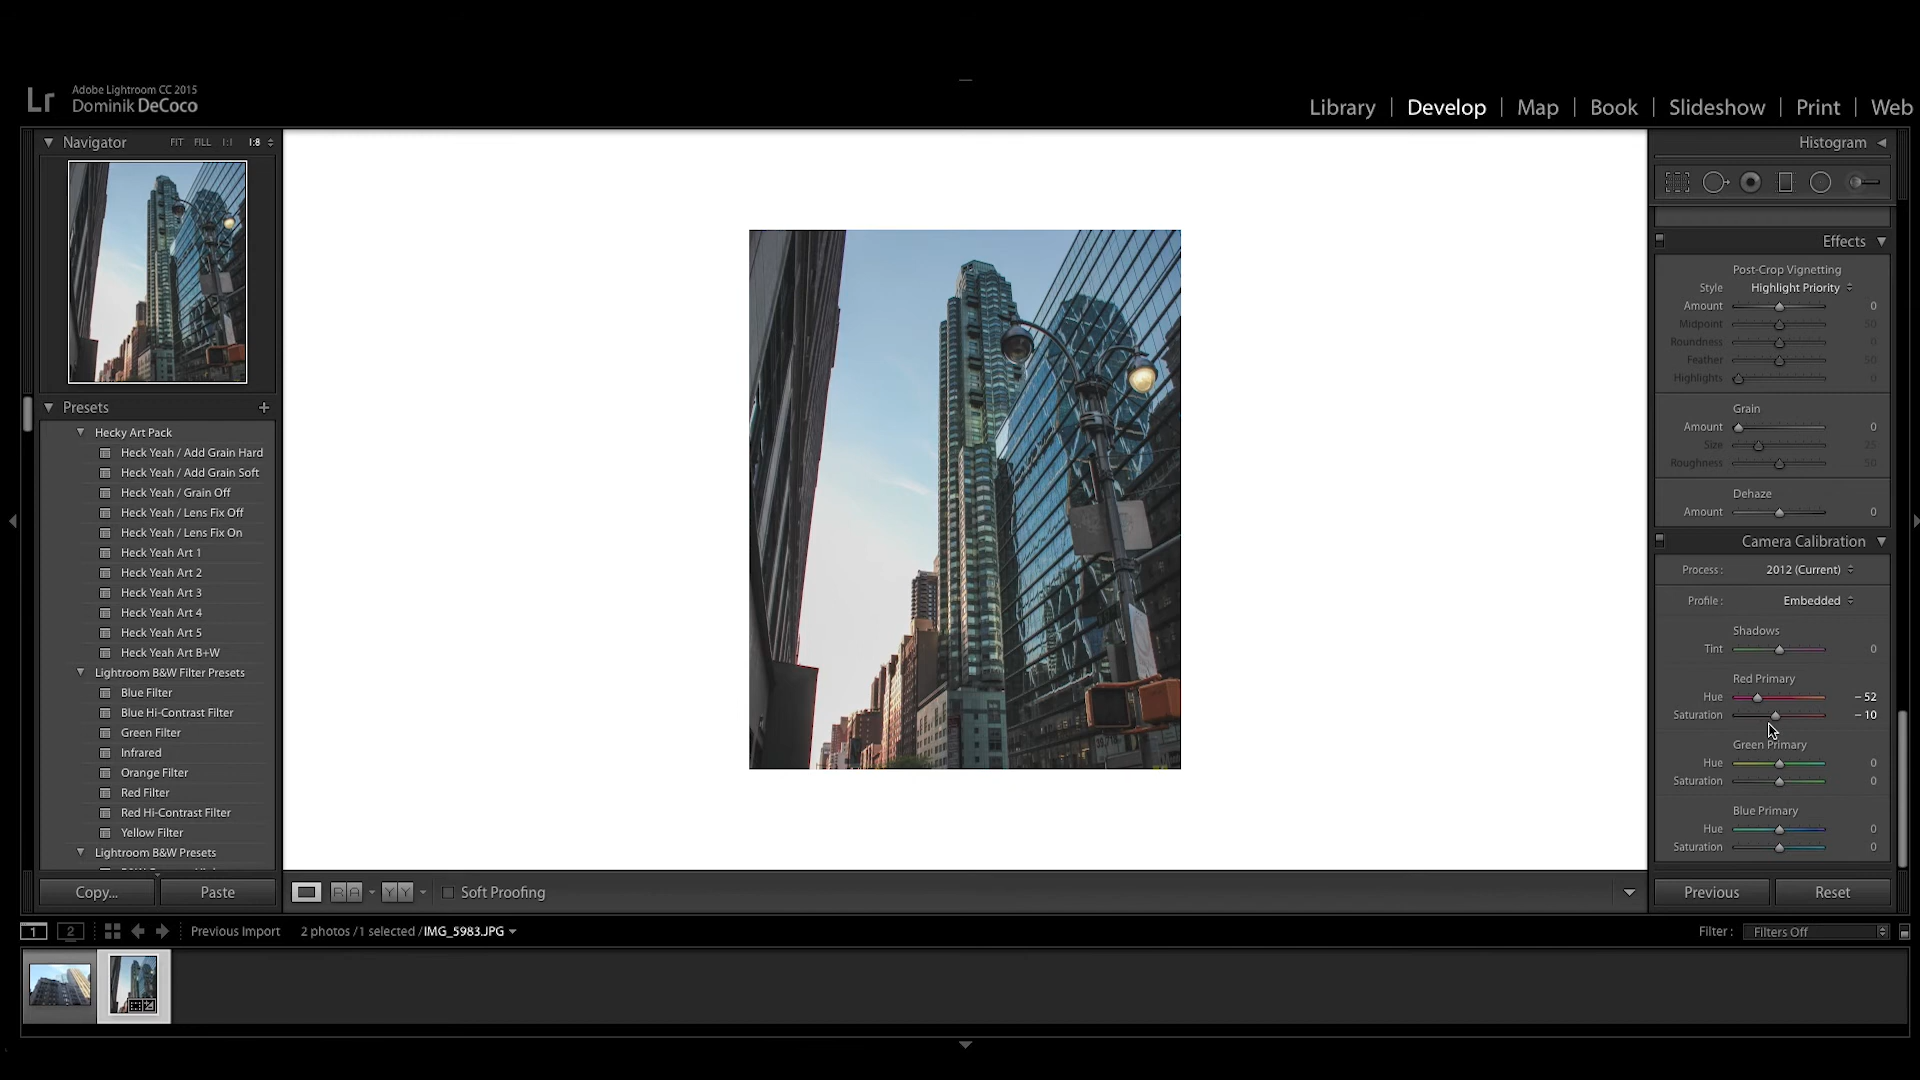 Lr
Adobe Lightroom CC 2015
Dominik DeCoco
Library | Develop | Map | Book | Slideshow | Print | Web
Navigator FIT FILL 1:1 1:8
Presets +
Hecky Art Pack
Heck Yeah / Add Grain Hard
Heck Yeah / Add Grain Soft
Heck Yeah / Grain Off
Heck Yeah / Lens Fix Off
Heck Yeah / Lens Fix On
Heck Yeah Art 1
Heck Yeah Art 2
Heck Yeah Art 3
Heck Yeah Art 4
Heck Yeah Art 5
Heck Yeah Art B+W
Lightroom B&W Filter Presets
Blue Filter
Blue Hi-Contrast Filter
Green Filter
Infrared
Orange Filter
Red Filter
Red Hi-Contrast Filter
Yellow Filter
Lightroom B&W Presets
Copy... Paste
Soft Proofing
Histogram
Effects
Post-Crop Vignetting
Style Highlight Priority
Amount 0
Midpoint 50
Roundness 0
Feather 50
Highlights 0
Grain
Amount 0
Size 25
Roughness 50
Dehaze
Amount 0
Camera Calibration
Process : 2012 (Current)
Profile : Embedded
Shadows
Tint 0
Red Primary
Hue – 52
Saturation – 10
Green Primary
Hue 0
Saturation 0
Blue Primary
Hue 0
Saturation 0
Previous Reset
1 2 Previous Import 2 photos / 1 selected / IMG_5983.JPG
Filter : Filters Off